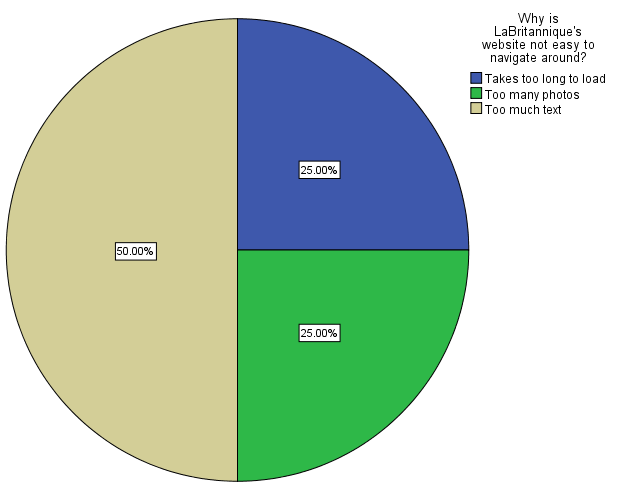 Why is
LaBritannique's
website not easy to
navigate around?
Takes too long to load
Too many photos
Too much text
25.00%
50.00%
25.00%